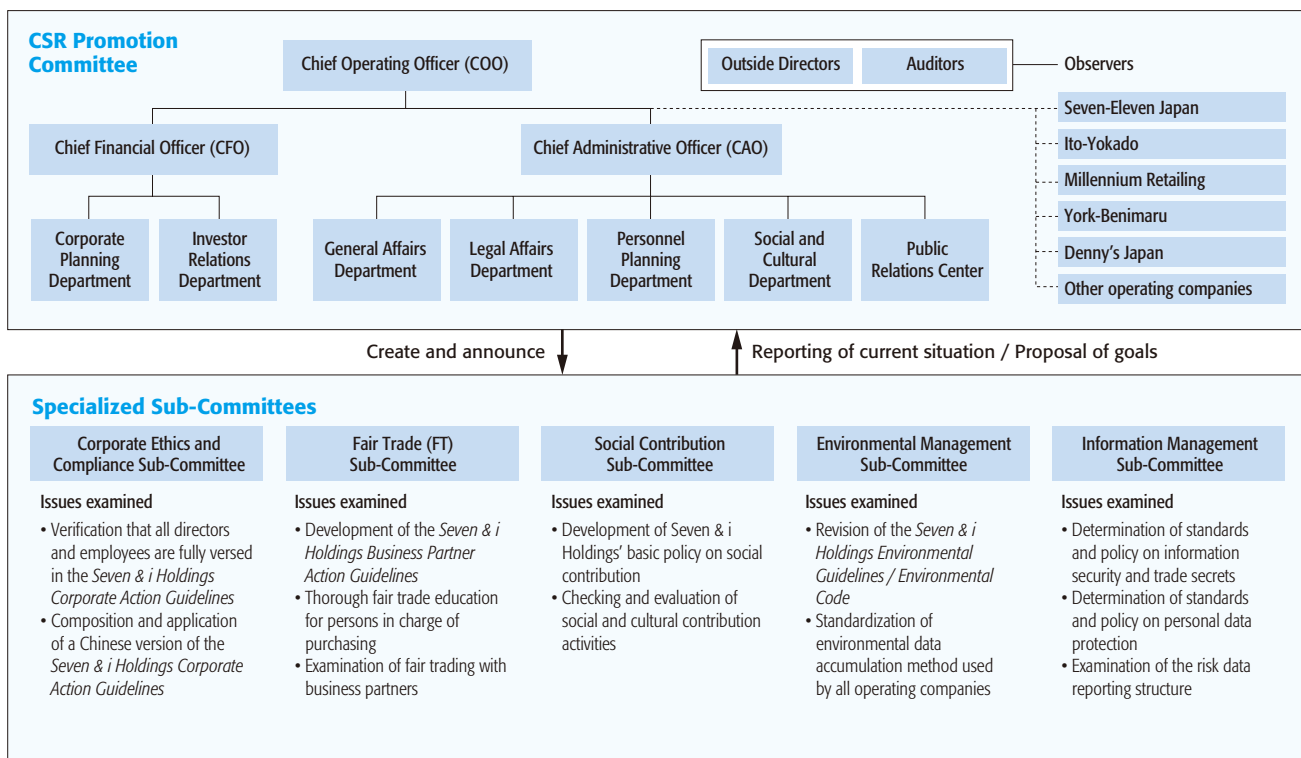 CSR Promotion
Committee
Chief Operating Officer (COO)
Outside Directors
Auditors
Observers
Chief Financial Officer (CFO)
Chief Administrative Officer (CAO)
Seven-Eleven Japan
Ito-Yokado
Millennium Retailing
York-Benimaru
Denny's Japan
Other operating companies
Corporate
Planning
Department
Investor
Relations
Department
General Affairs
Department
Legal Affairs
Department
Personnel
Planning
Department
Social and
Cultural
Department
Public
Relations Center
Create and announce
Reporting of current situation / Proposal of goals
Specialized Sub-Committees
Corporate Ethics and
Compliance Sub-Committee
Issues examined
• Verification that all directors
and employees are fully versed
in the Seven & i Holdings
Corporate Action Guidelines
• Composition and application
of a Chinese version of the
Seven & i Holdings Corporate
Action Guidelines
Fair Trade (FT)
Sub-Committee
Issues examined
• Development of the Seven & i
Holdings Business Partner
Action Guidelines
• Thorough fair trade education
for persons in charge of
purchasing
• Examination of fair trading with
business partners
Social Contribution
Sub-Committee
Issues examined
• Development of Seven & i
Holdings' basic policy on social
contribution
• Checking and evaluation of
social and cultural contribution
activities
Environmental Management
Sub-Committee
Issues examined
• Revision of the Seven & i
Holdings Environmental
Guidelines / Environmental
Code
• Standardization of
environmental data
accumulation method used
by all operating companies
Information Management
Sub-Committee
Issues examined
• Determination of standards
and policy on information
security and trade secrets
• Determination of standards
and policy on personal data
protection
• Examination of the risk data
reporting structure